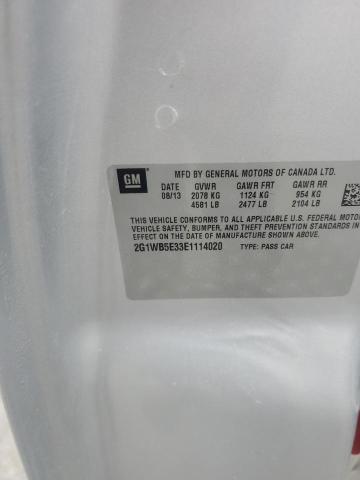 GM
MFD BY GENERAL MOTORS OF CANADA LTD.
DATE GVWR GAWR FRT GAWR RR
08/13 2078 KG 1124 KG 954 KG
4581 LB 2477 LB 2104 LB
THIS VEHICLE CONFORMS TO ALL APPLICABLE U.S. FEDERAL MOTOR
VEHICLE SAFETY, BUMPER, AND THEFT PREVENTION STANDARDS
IN EFFECT ON THE DATE OF MANUFACTURE SHOWN ABOVE.
2G1WB5E33E1114020 TYPE: PASS CAR